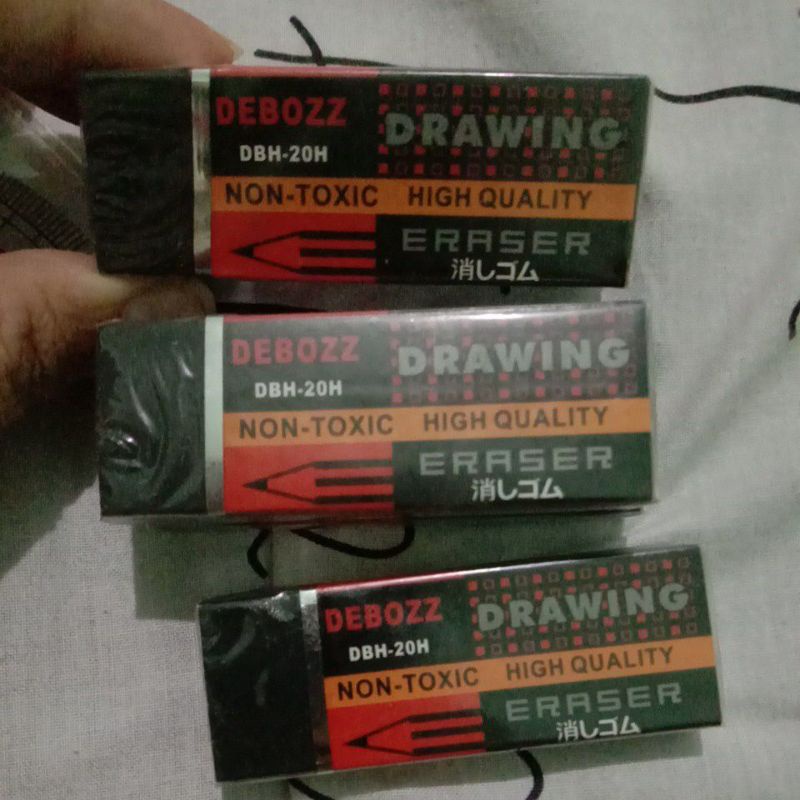 DEBOZZ
DRAWING
DBH-20H
NON-TOXIC HIGH QUALITY
ERASER
消しゴム
DEBOZZ
DRAWING
DBH-20H
NON-TOXIC HIGH QUALITY
ERASER
消しゴム
DEBOZZ
DRAWING
DBH-20H
NON-TOXIC HIGH QUALITY
ERASER
消しゴム